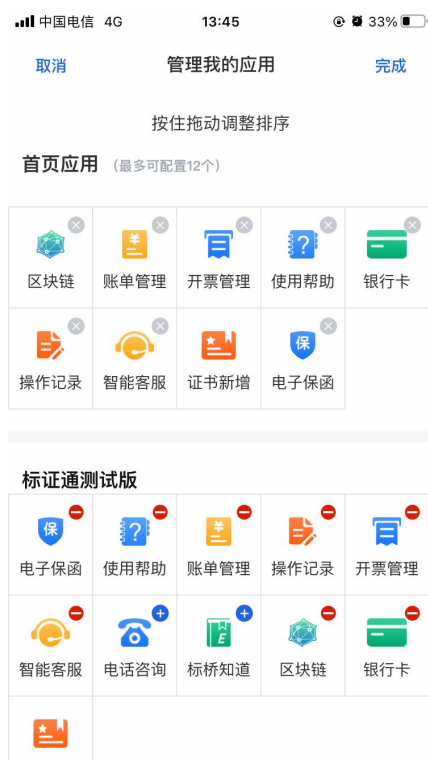 中国电信 4G 13:45 33%
取消 管理我的应用 完成
按住拖动调整排序
首页应用 (最多可配置12个)
区块链 账单管理 开票管理 使用帮助 银行卡
操作记录 智能客服 证书新增 电子保函
标证通测试版
电子保函 使用帮助 账单管理 操作记录 开票管理
智能客服 电话咨询 标桥知道 区块链 银行卡